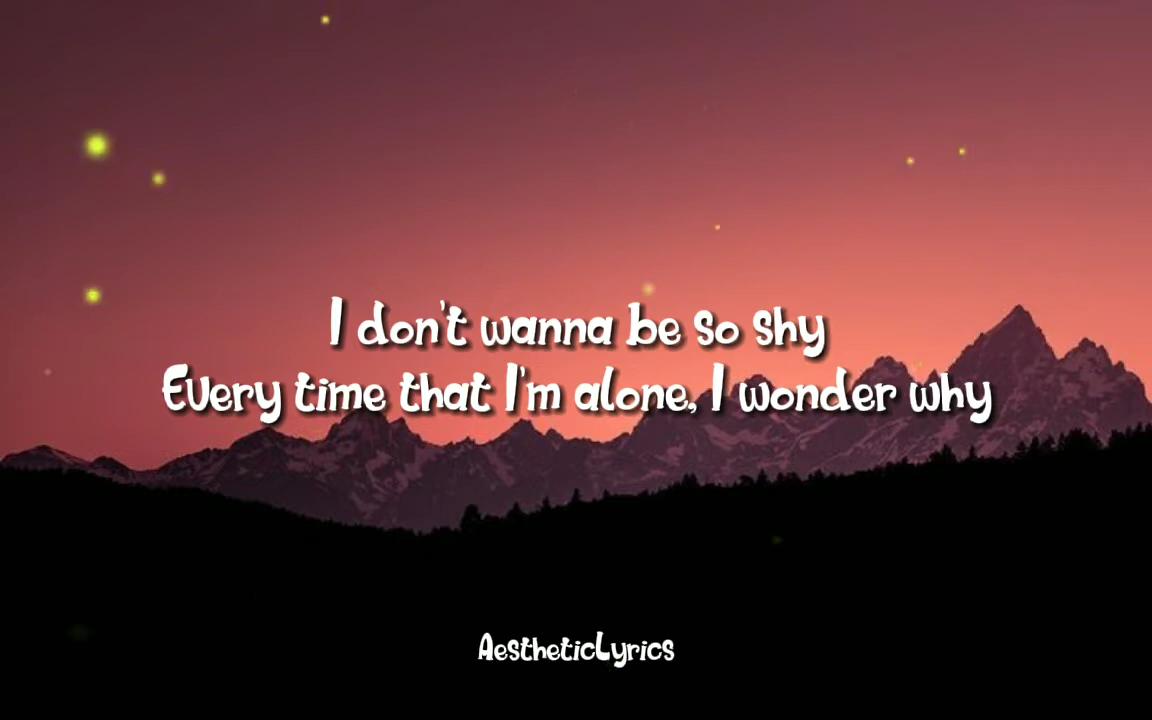 I don't wanna be so shy
Every time that I'm alone, I wonder why
AestheticLyrics